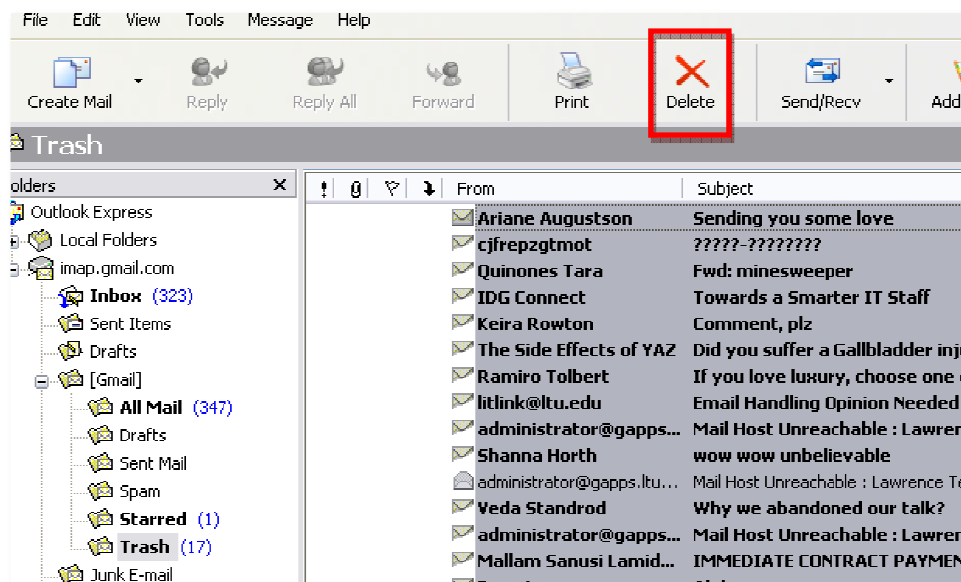 File Edit View Tools Message Help
Create Mail Reply Reply All Forward Print Delete Send/Recv Add
Trash
olders
Outlook Express
Local Folders
imap.gmail.com
Inbox (323)
Sent Items
Drafts
[Gmail]
All Mail (347)
Drafts
Sent Mail
Spam
Starred (1)
Trash (17)
Junk E-mail
From Subject
Ariane Augustson Sending you some love
cjfrepzgtmot ?????-????????
Quinones Tara Fwd: minesweeper
IDG Connect Towards a Smarter IT Staff
Keira Rowton Comment, plz
The Side Effects of YAZ Did you suffer a Gallbladder inj
Ramiro Tolbert If you love luxury, choose one
litlink@ltu.edu Email Handling Opinion Needed
administrator@gapps... Mail Host Unreachable : Lawren
Shanna Horth wow wow unbelievable
administrator@gapps.ltu... Mail Host Unreachable : Lawrence Te
Veda Standrod Why we abandoned our talk?
administrator@gapps... Mail Host Unreachable : Lawren
Mallam Sanusi Lamid... IMMEDIATE CONTRACT PAYMEN